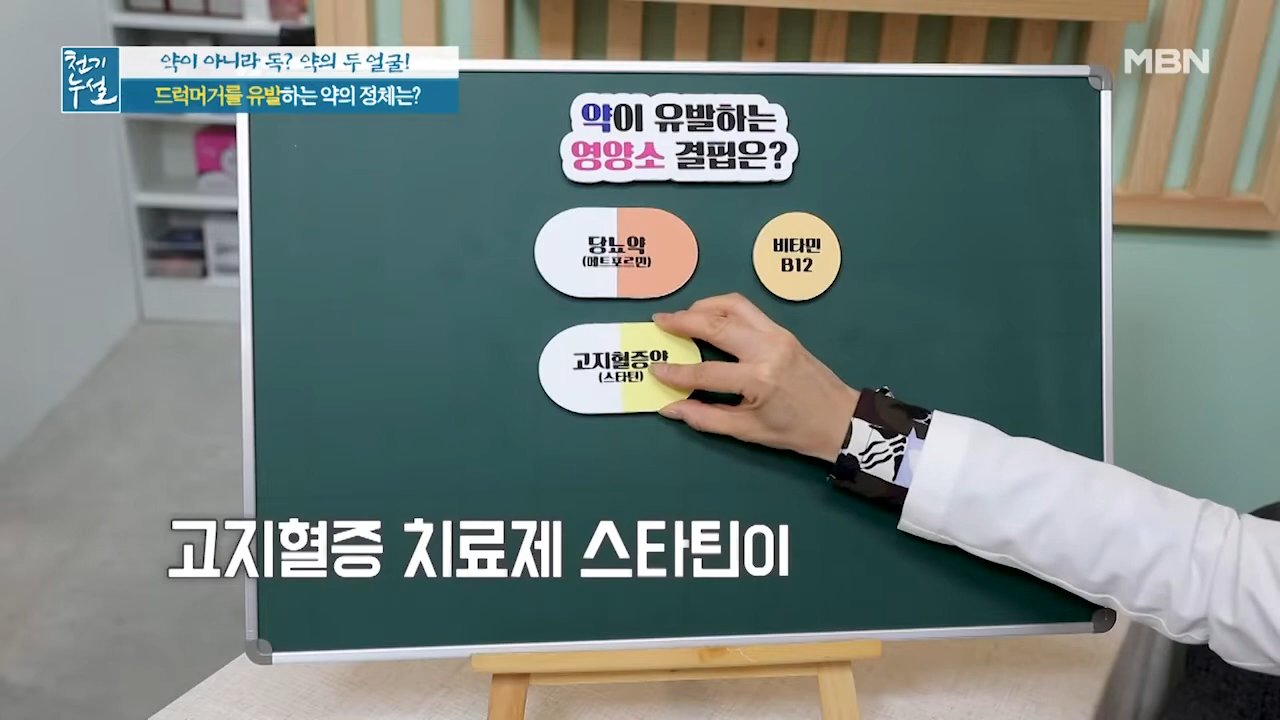 천기
누설
약이 아니라 독? 약의 두 얼굴!
드럭머거를 유발하는 약의 정체는?
MBN
약이 유발하는
영양소 결핍은?
당뇨약
(메트포르민)
비타민
B12
고지혈증약
(스타틴)
고지혈증 치료제 스타틴이